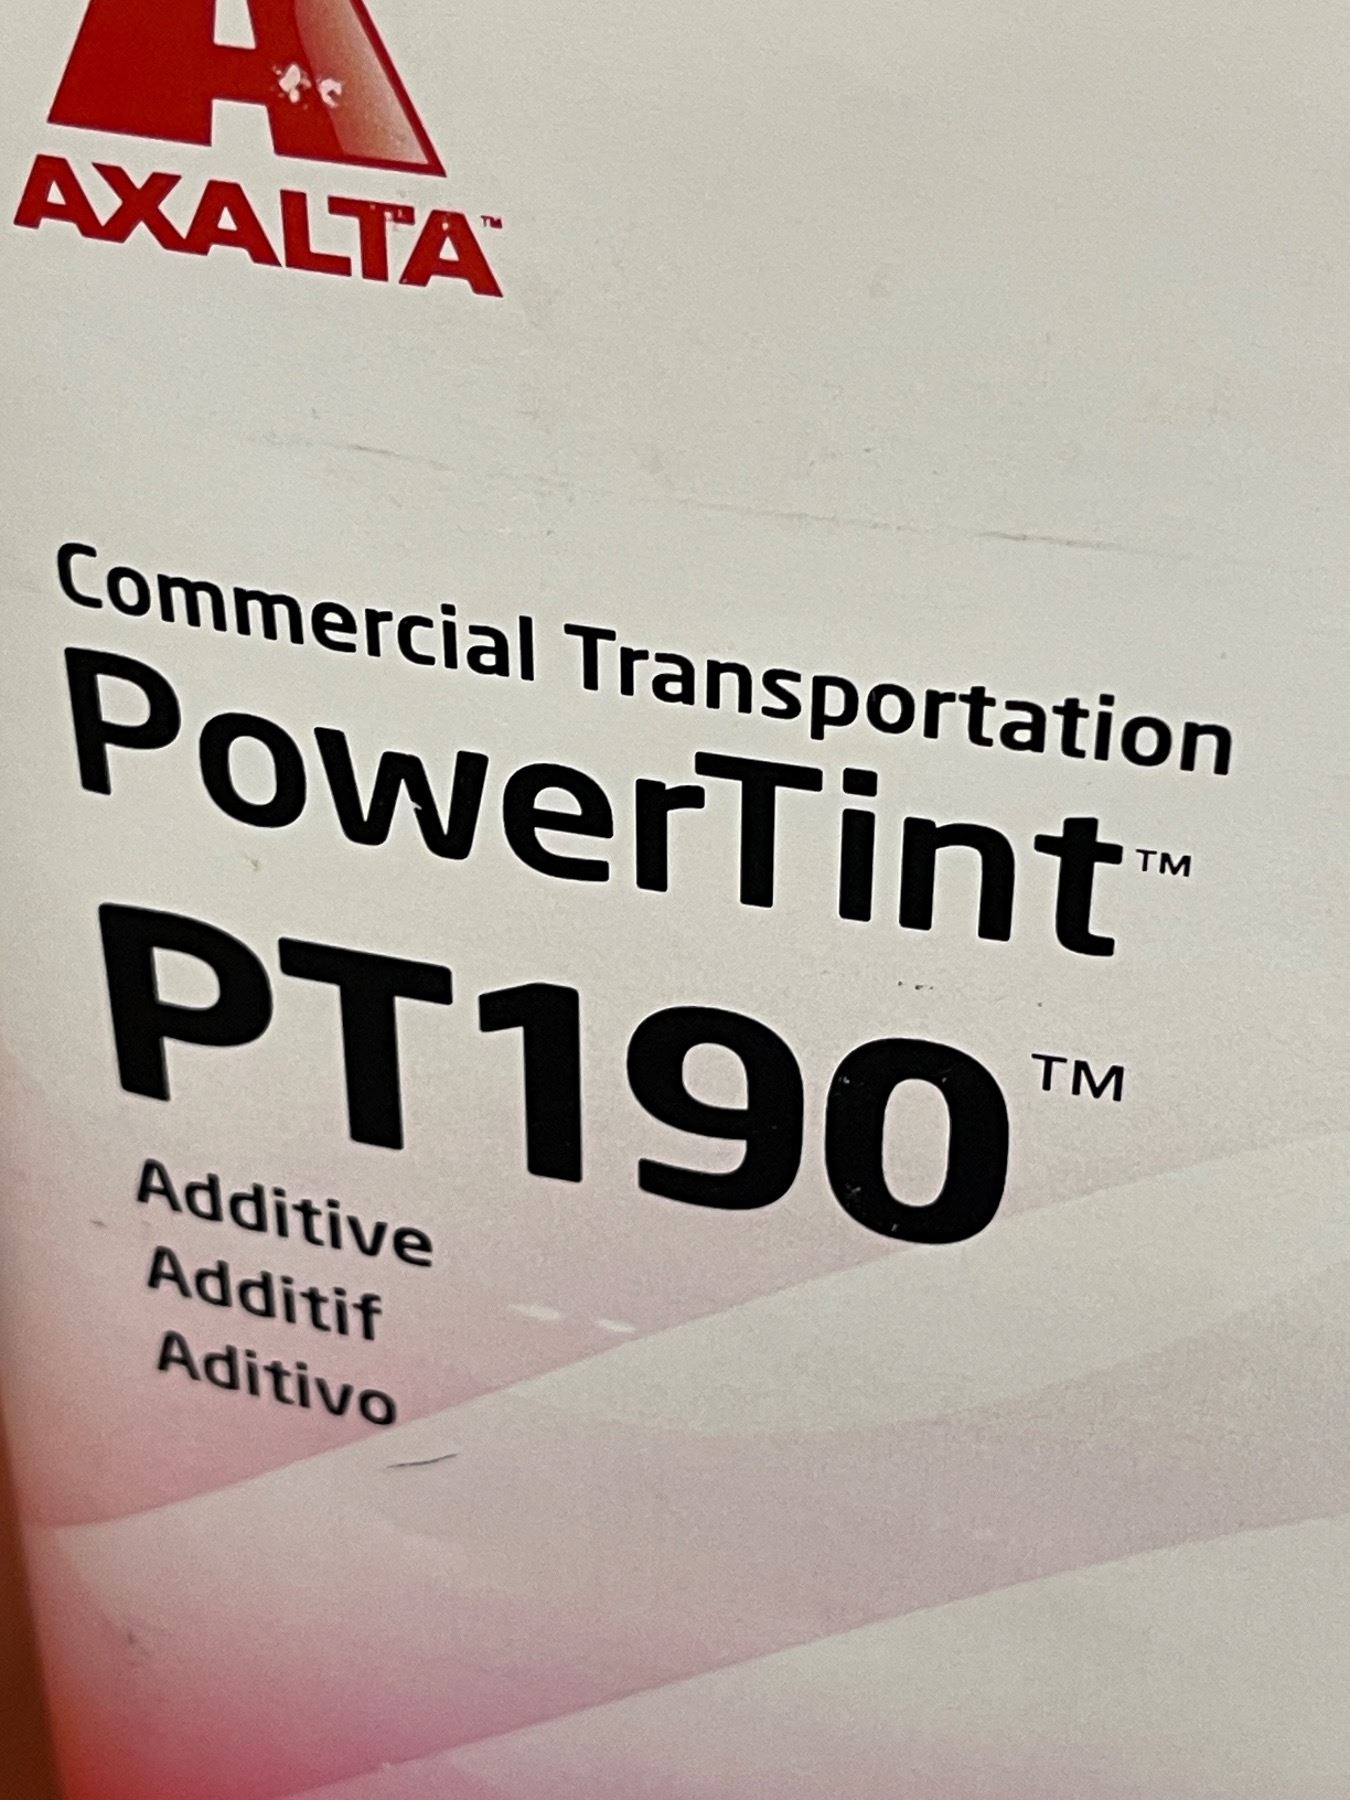 AXALTA™
Commercial Transportation
PowerTint™
PT190™
Additive
Additif
Aditivo